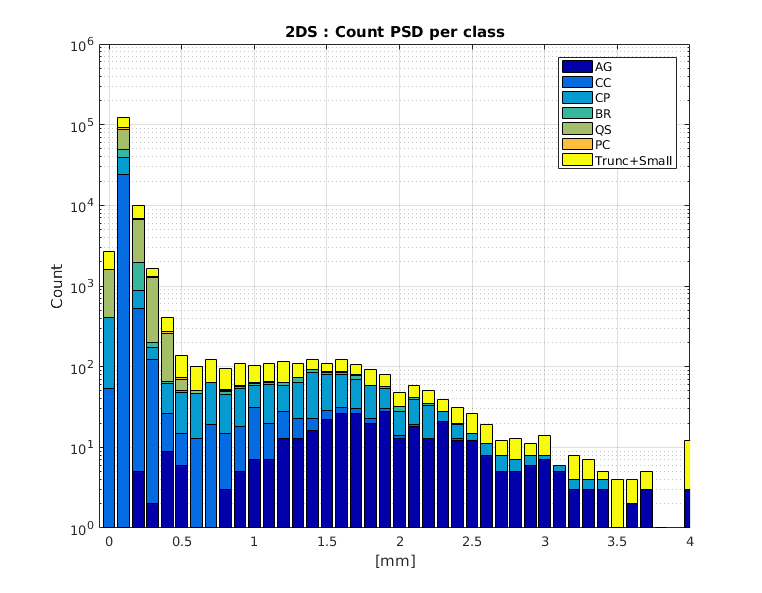 2DS : Count PSD per class
10^6
10^5
10^4
10^3
10^2
10^1
10^0
Count
AG
CC
CP
BR
QS
PC
Trunc+Small
0 0.5 1 1.5 2 2.5 3 3.5 4
[mm]